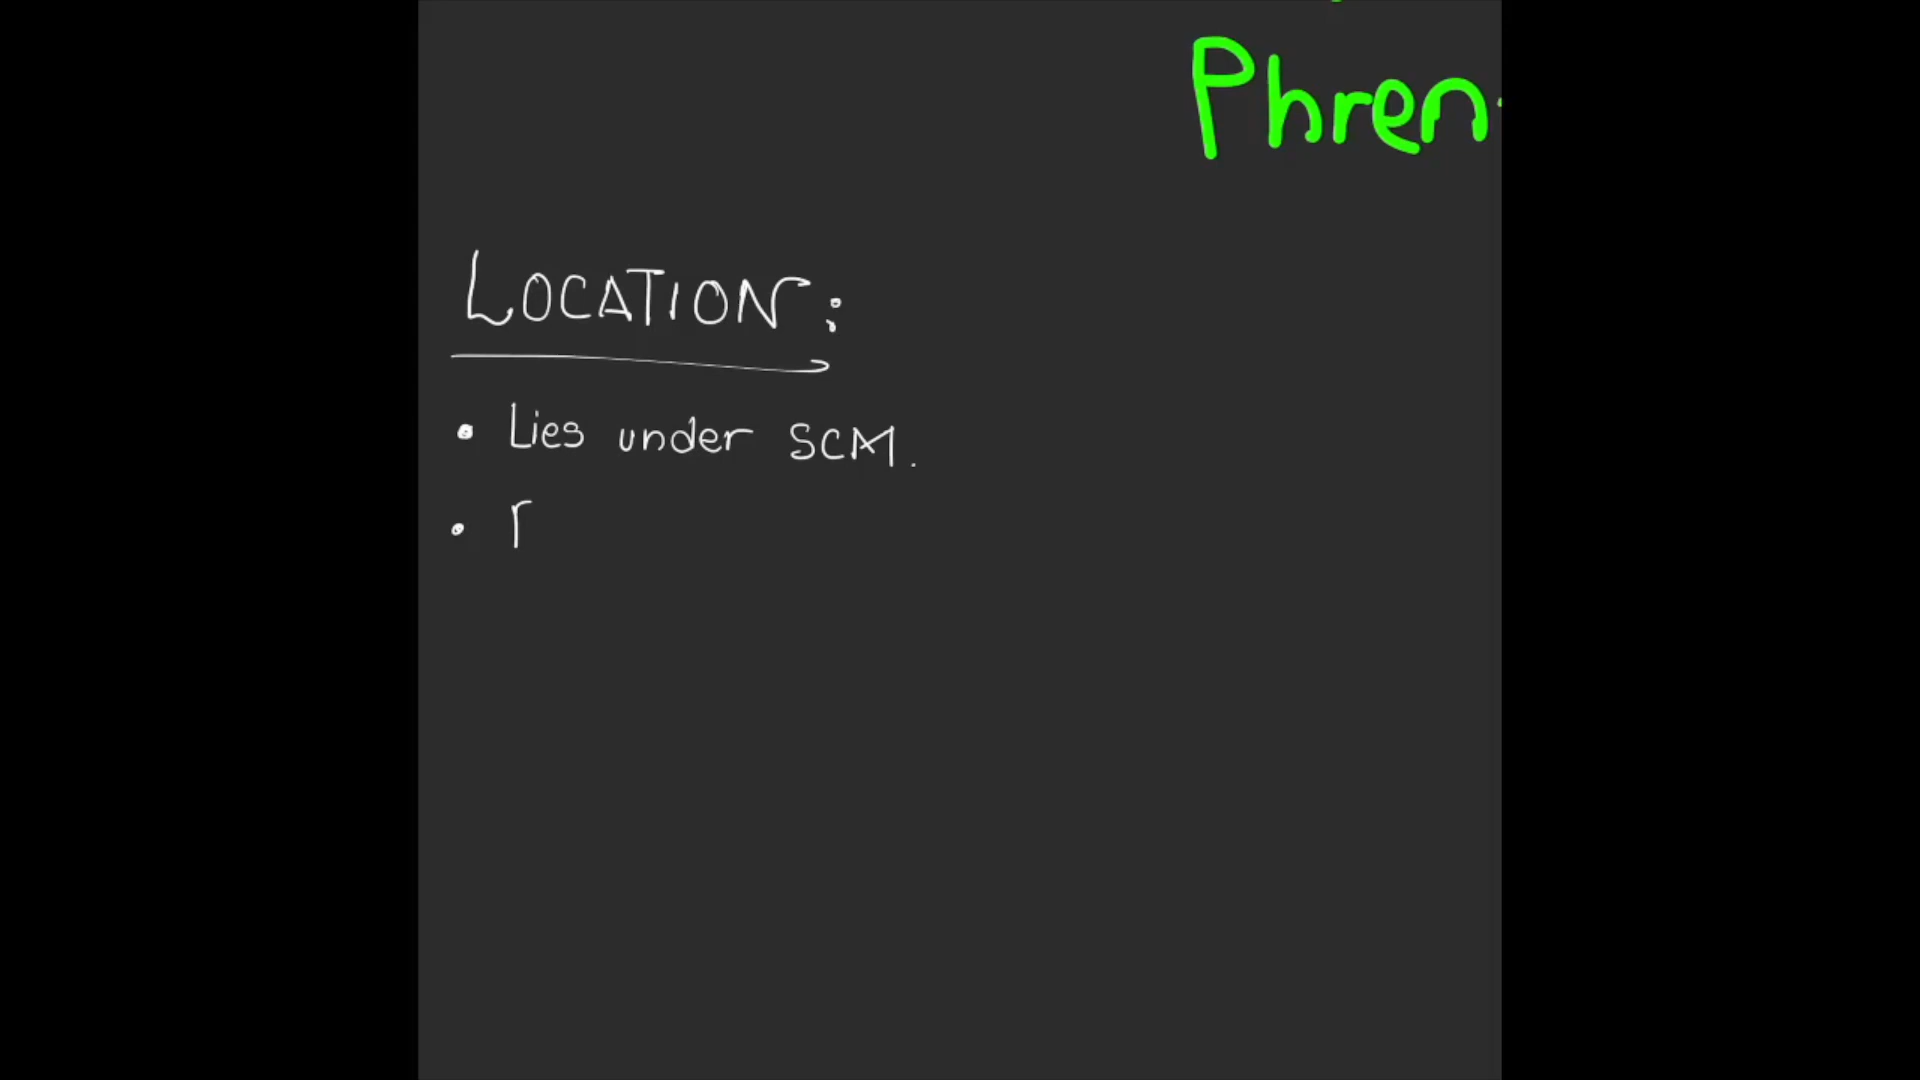 Phren
LOCATION:
• Lies under SCM.
•